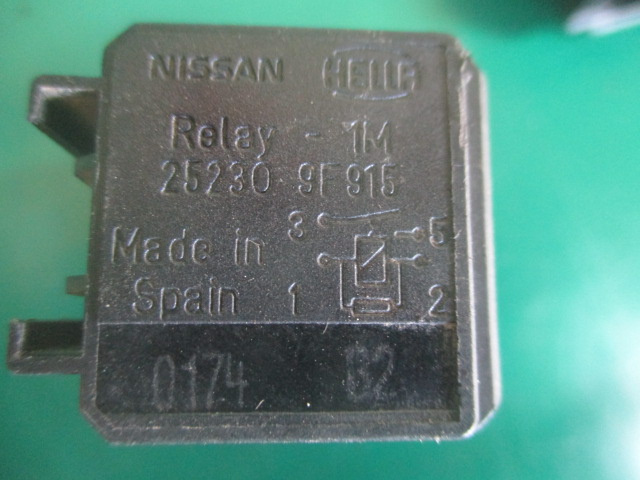 NISSAN HELLA
Relay - 1M
25230 9F915
3 5
Made in
Spain 1 2
0174 B2